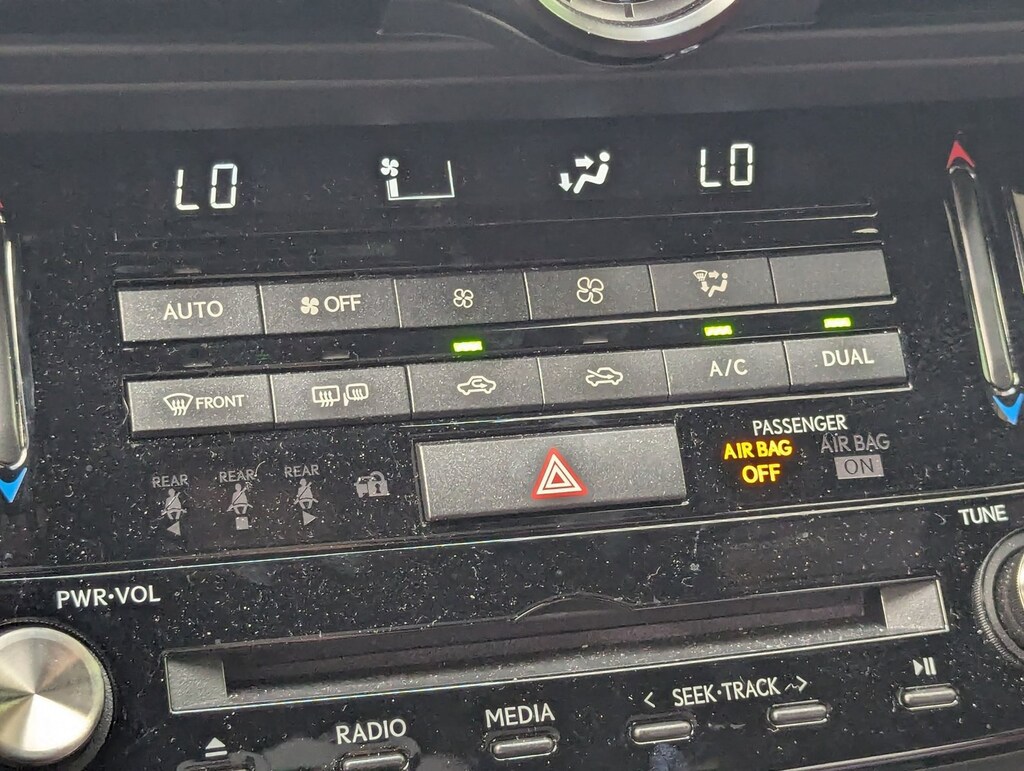 LO LO
AUTO OFF
FRONT A/C DUAL
PASSENGER
AIR BAG AIR BAG
OFF ON
REAR REAR REAR
TUNE
PWR·VOL
SEEK·TRACK
RADIO MEDIA